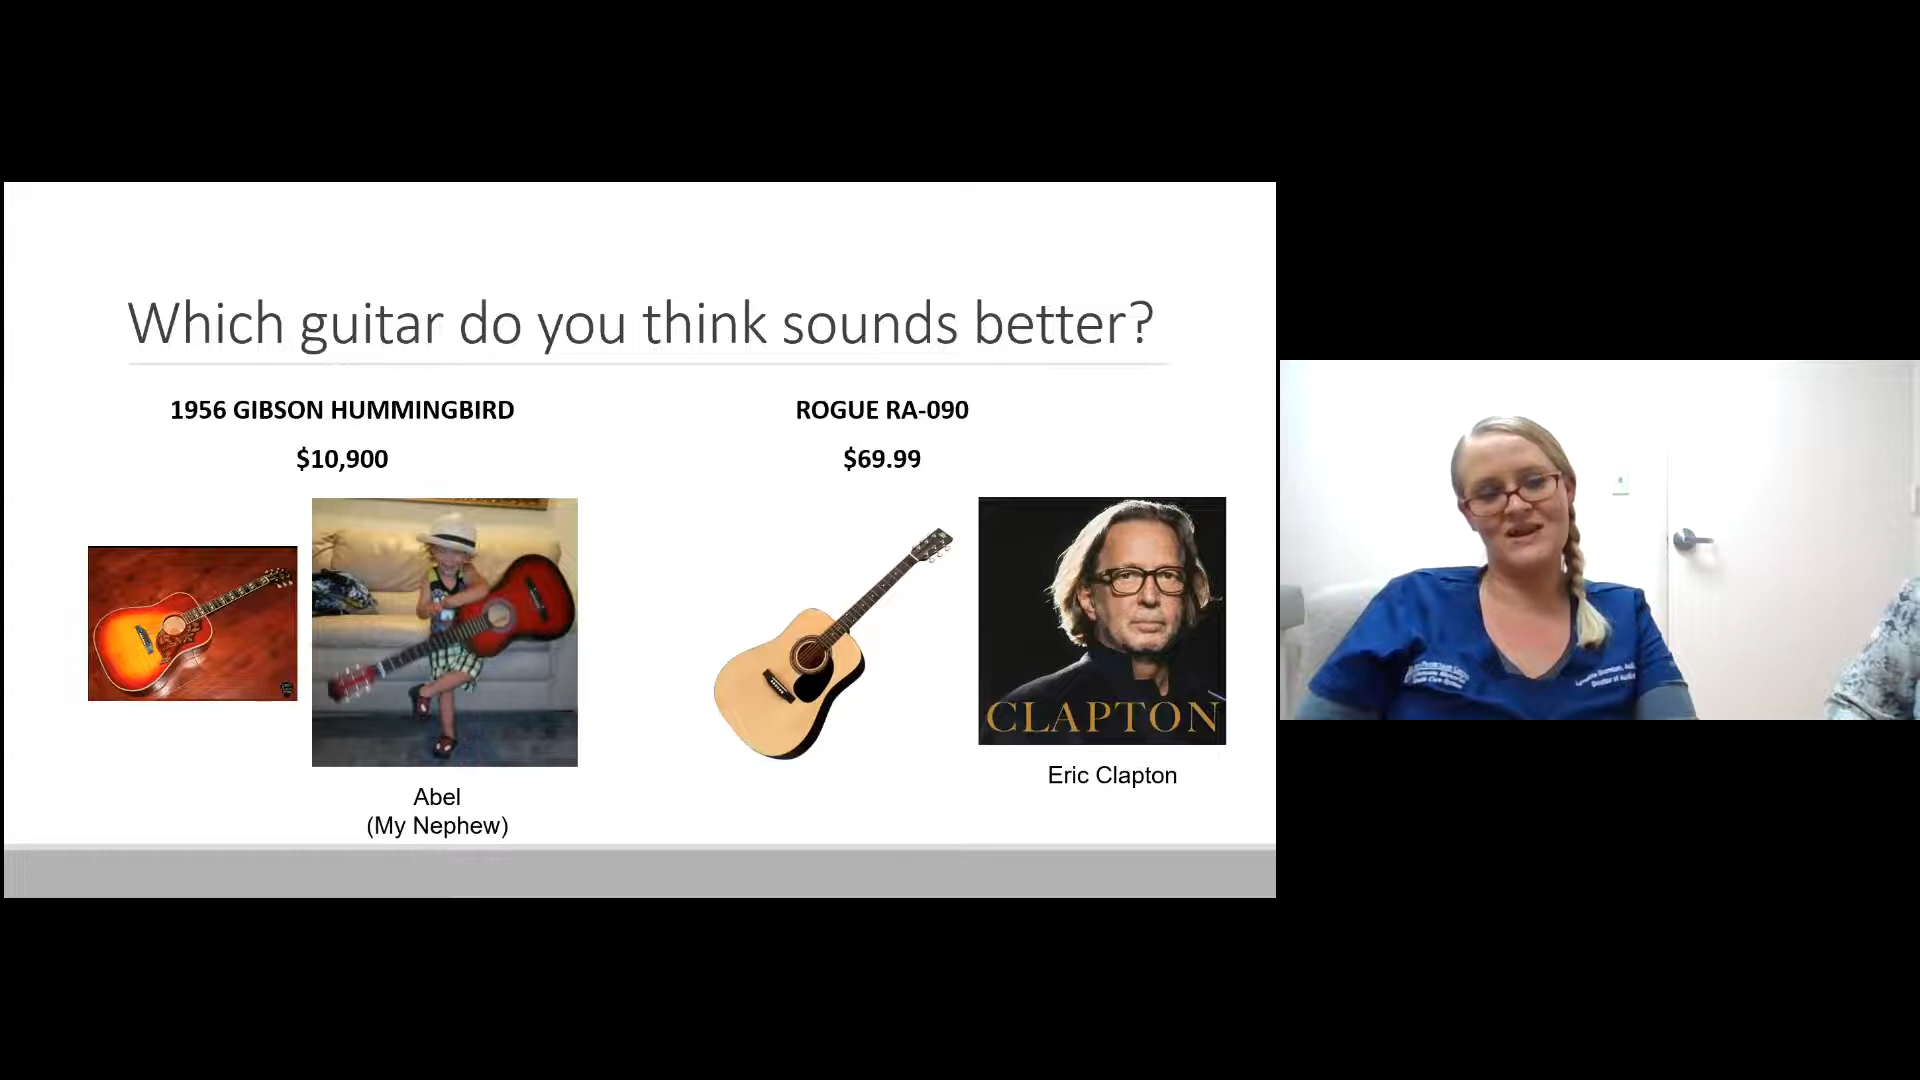 Which guitar do you think sounds better?
1956 GIBSON HUMMINGBIRD
$10,900
ROGUE RA-090
$69.99
CLAPTON
Eric Clapton
Abel
(My Nephew)